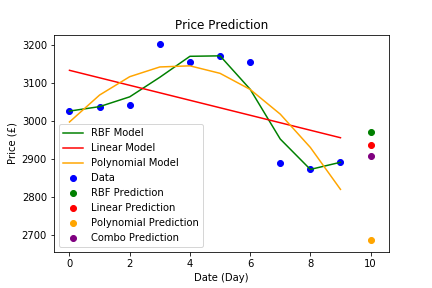 Price Prediction
3200
3100
3000
2900
2800
2700
Price (£)
RBF Model
Linear Model
Polynomial Model
Data
RBF Prediction
Linear Prediction
Polynomial Prediction
Combo Prediction
0 2 4 6 8 10
Date (Day)